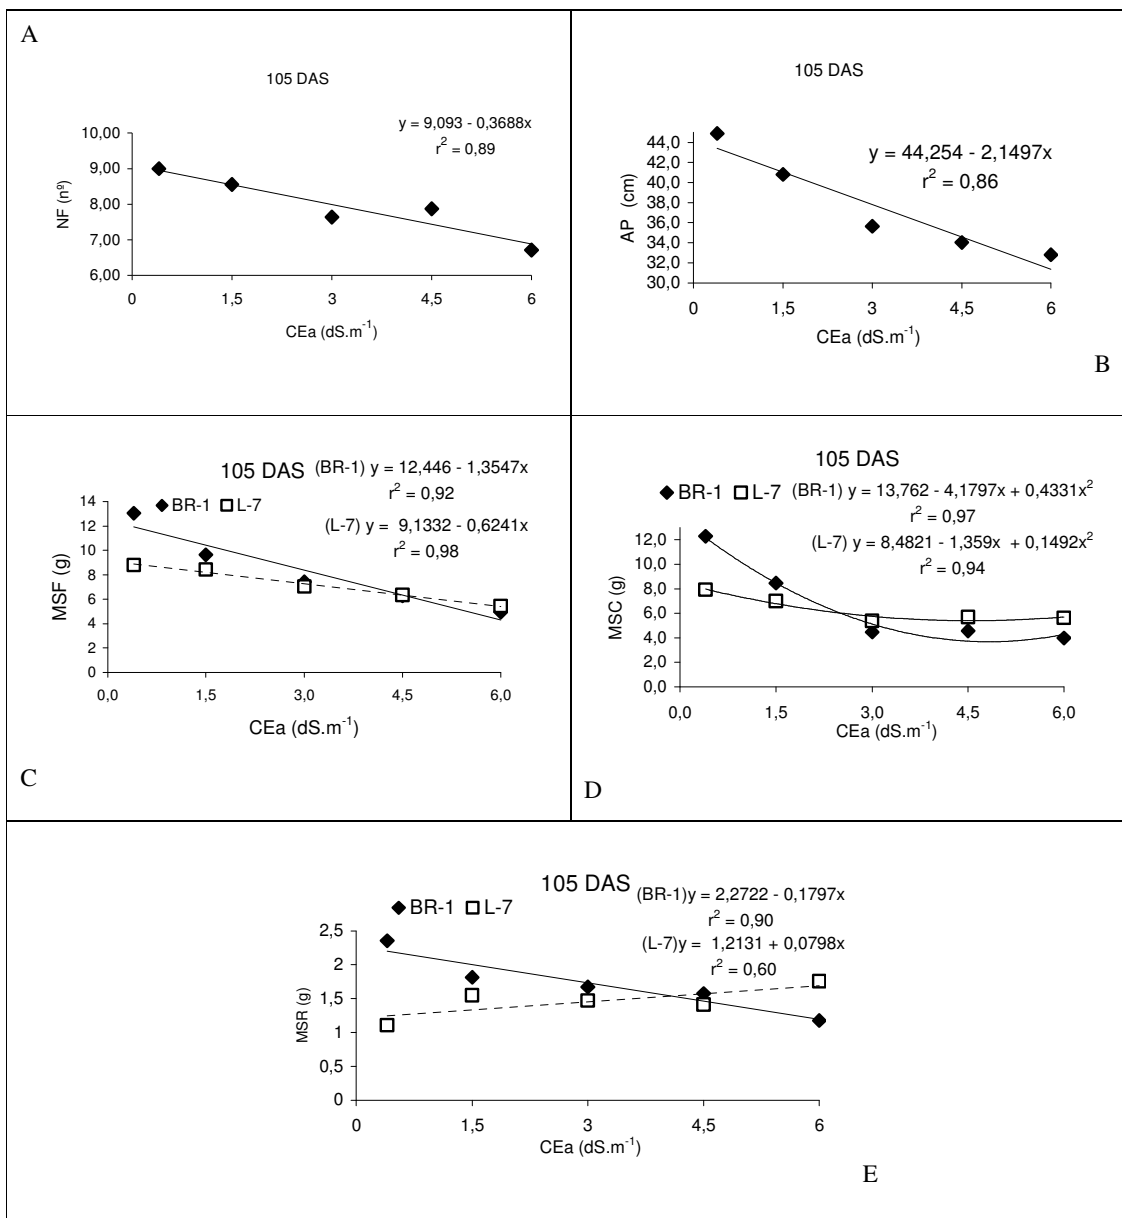 A
105 DAS
y = 9,093 - 0,3688x
r² = 0,89
10,00
9,00
8,00
7,00
6,00
NF (nº)
0 1,5 3 4,5 6
CEa (dS.m⁻¹)
105 DAS
y = 44,254 - 2,1497x
r² = 0,86
44,0
42,0
40,0
38,0
36,0
34,0
32,0
30,0
AP (cm)
0 1,5 3 4,5 6
CEa (dS.m⁻¹)
B
105 DAS
(BR-1) y = 12,446 - 1,3547x
r² = 0,92
BR-1 L-7
(L-7) y = 9,1332 - 0,6241x
r² = 0,98
14
12
10
8
6
4
2
0
MSF (g)
0,0 1,5 3,0 4,5 6,0
CEa (dS.m⁻¹)
C
105 DAS
BR-1 L-7
(BR-1) y = 13,762 - 4,1797x + 0,4331x²
r² = 0,97
(L-7) y = 8,4821 - 1,359x + 0,1492x²
r² = 0,94
12,0
10,0
8,0
6,0
4,0
2,0
0,0
MSC (g)
0,0 1,5 3,0 4,5 6,0
CEa (dS.m⁻¹)
D
105 DAS
BR-1 L-7
(BR-1)y = 2,2722 - 0,1797x
r² = 0,90
(L-7)y = 1,2131 + 0,0798x
r² = 0,60
2,5
2
1,5
1
0,5
0
MSR (g)
0 1,5 3 4,5 6
CEa (dS.m⁻¹)
E